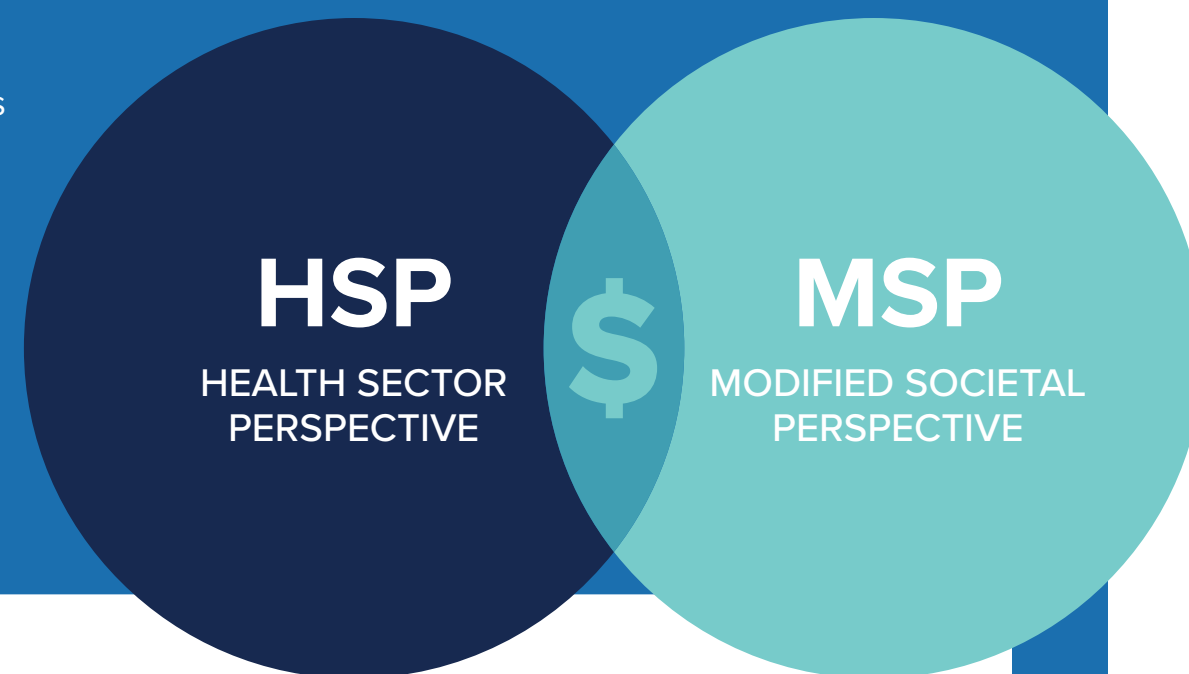 S
HSP
HEALTH SECTOR
PERSPECTIVE
$
MSP
MODIFIED SOCIETAL
PERSPECTIVE